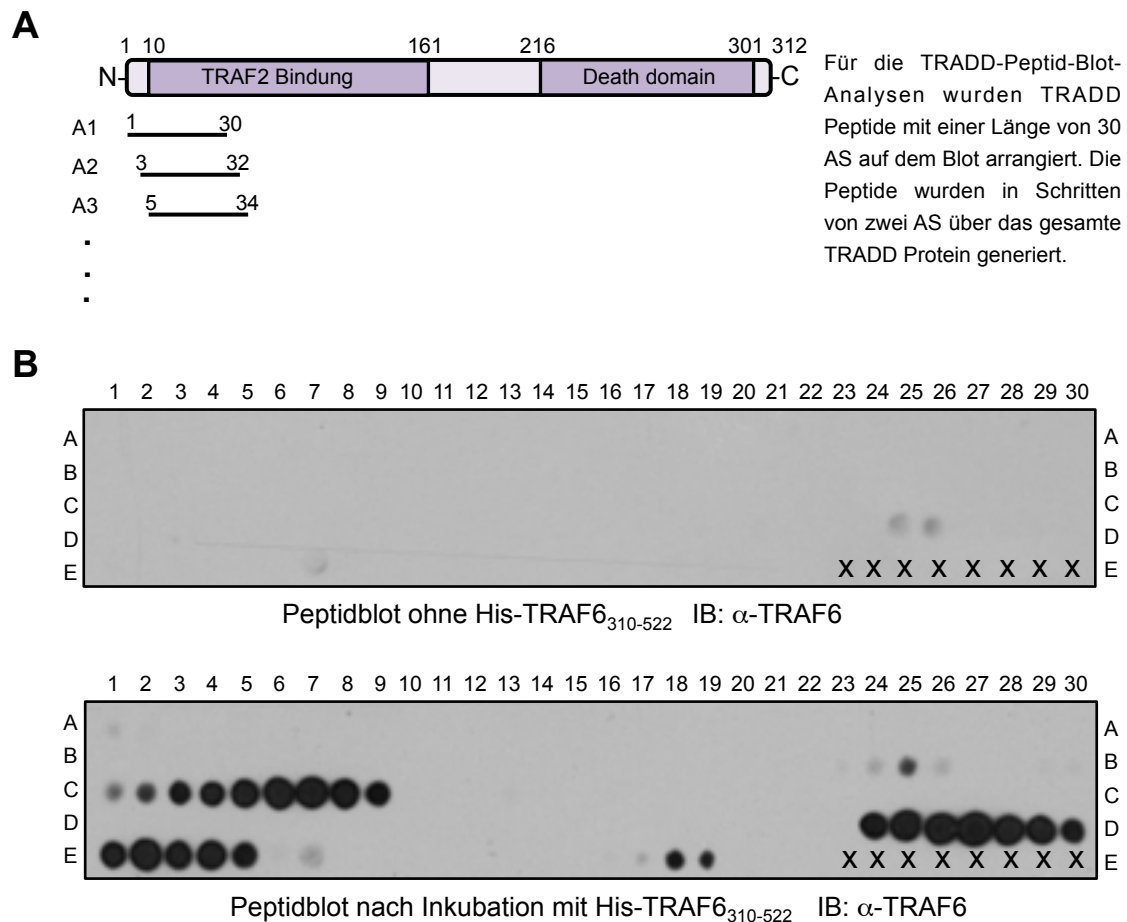 A
1 10 161 216 301 312
N- TRAF2 Bindung Death domain -C
A1 1 30
A2 3 32
A3 5 34
Für die TRADD-Peptid-Blot-
Analysen wurden TRADD
Peptide mit einer Länge von 30
AS auf dem Blot arrangiert. Die
Peptide wurden in Schritten
von zwei AS über das gesamte
TRADD Protein generiert.
B
1 2 3 4 5 6 7 8 9 10 11 12 13 14 15 16 17 18 19 20 21 22 23 24 25 26 27 28 29 30
A A
B B
C C
D D
E X X X X X X X X E
Peptidblot ohne His-TRAF6310-522 IB: α-TRAF6
1 2 3 4 5 6 7 8 9 10 11 12 13 14 15 16 17 18 19 20 21 22 23 24 25 26 27 28 29 30
A A
B B
C C
D D
E X X X X X X X X E
Peptidblot nach Inkubation mit His-TRAF6310-522 IB: α-TRAF6